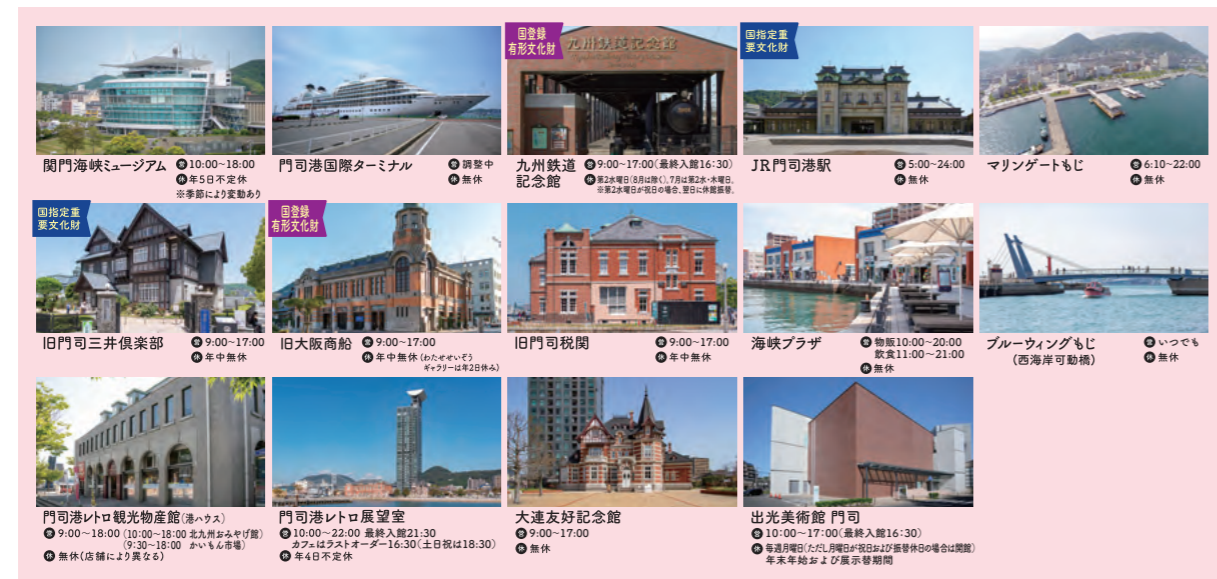 関門海峡ミュージアム
営10:00~18:00
休年5日不定休
※季節により変動あり
門司港国際ターミナル
営調整中
休無休
国登録
有形文化財
九州鉄道記念館
九州鉄道
記念館
営9:00~17:00(最終入館16:30)
休第2水曜日(8月は除く)、7月は第2水・木曜日。
※第2水曜日が祝日の場合、翌日に休館振替。
国指定重
要文化財
JR門司港駅
営5:00~24:00
休無休
マリンゲートもじ
営6:10~22:00
休無休
国指定重
要文化財
旧門司三井倶楽部
営9:00~17:00
休年中無休
国登録
有形文化財
旧大阪商船
営9:00~17:00
休年中無休(わたせせいぞう
ギャラリーは年2日休み)
旧門司税関
営9:00~17:00
休年中無休
海峡プラザ
営物販10:00~20:00
飲食11:00~21:00
休無休
ブルーウィングもじ
(西海岸可動橋)
営いつでも
休無休
門司港レトロ観光物産館(港ハウス)
営9:00~18:00(10:00~18:00 北九州おみやげ館)
(9:30~18:00 かいもん市場)
休無休(店舗により異なる)
門司港レトロ展望室
営10:00~22:00 最終入館21:30
カフェはラストオーダー16:30(土日祝は18:30)
休年4日不定休
大連友好記念館
営9:00~17:00
休無休
出光美術館 門司
営10:00~17:00(最終入館16:30)
休毎週月曜日(ただし月曜日が祝日および振替休日の場合は開館)
年末年始および展示替期間